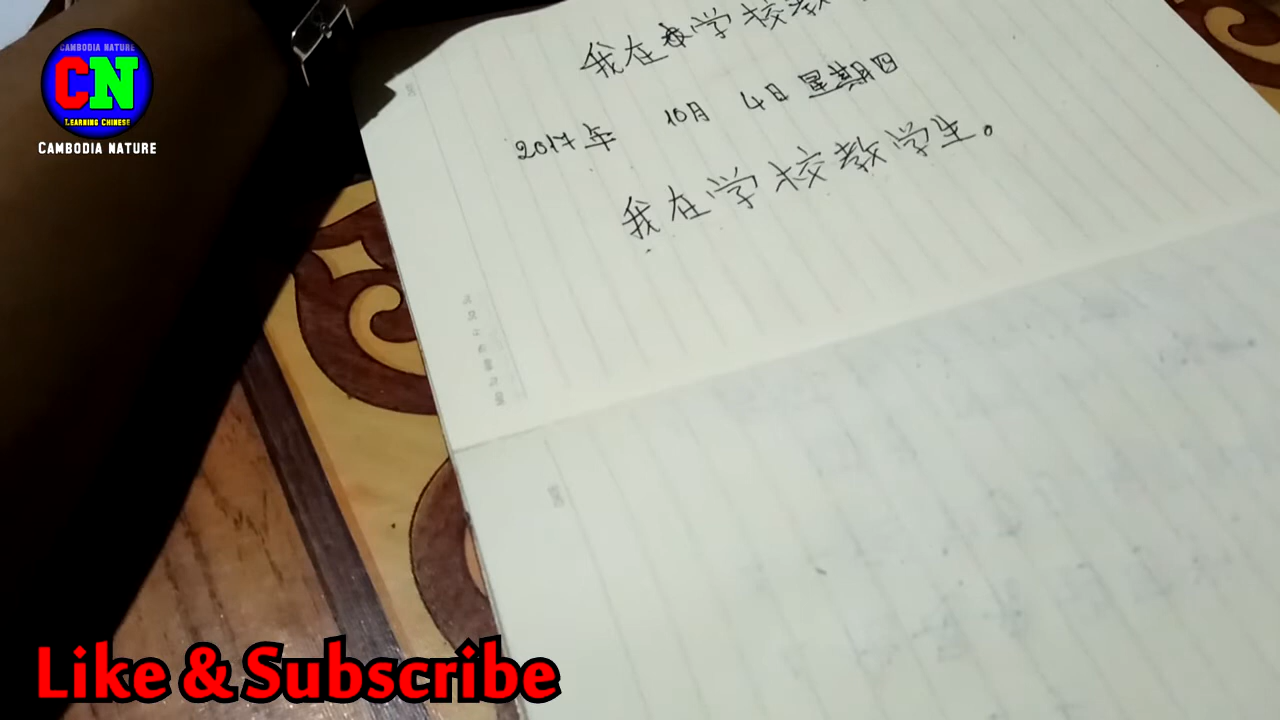 CAMBODIA NATURE
CN
LEARNING CHINESE
CAMBODIA NATURE
我在学校教
2017年 10月 4日 星期四
我在学校教学生。
Like & Subscribe